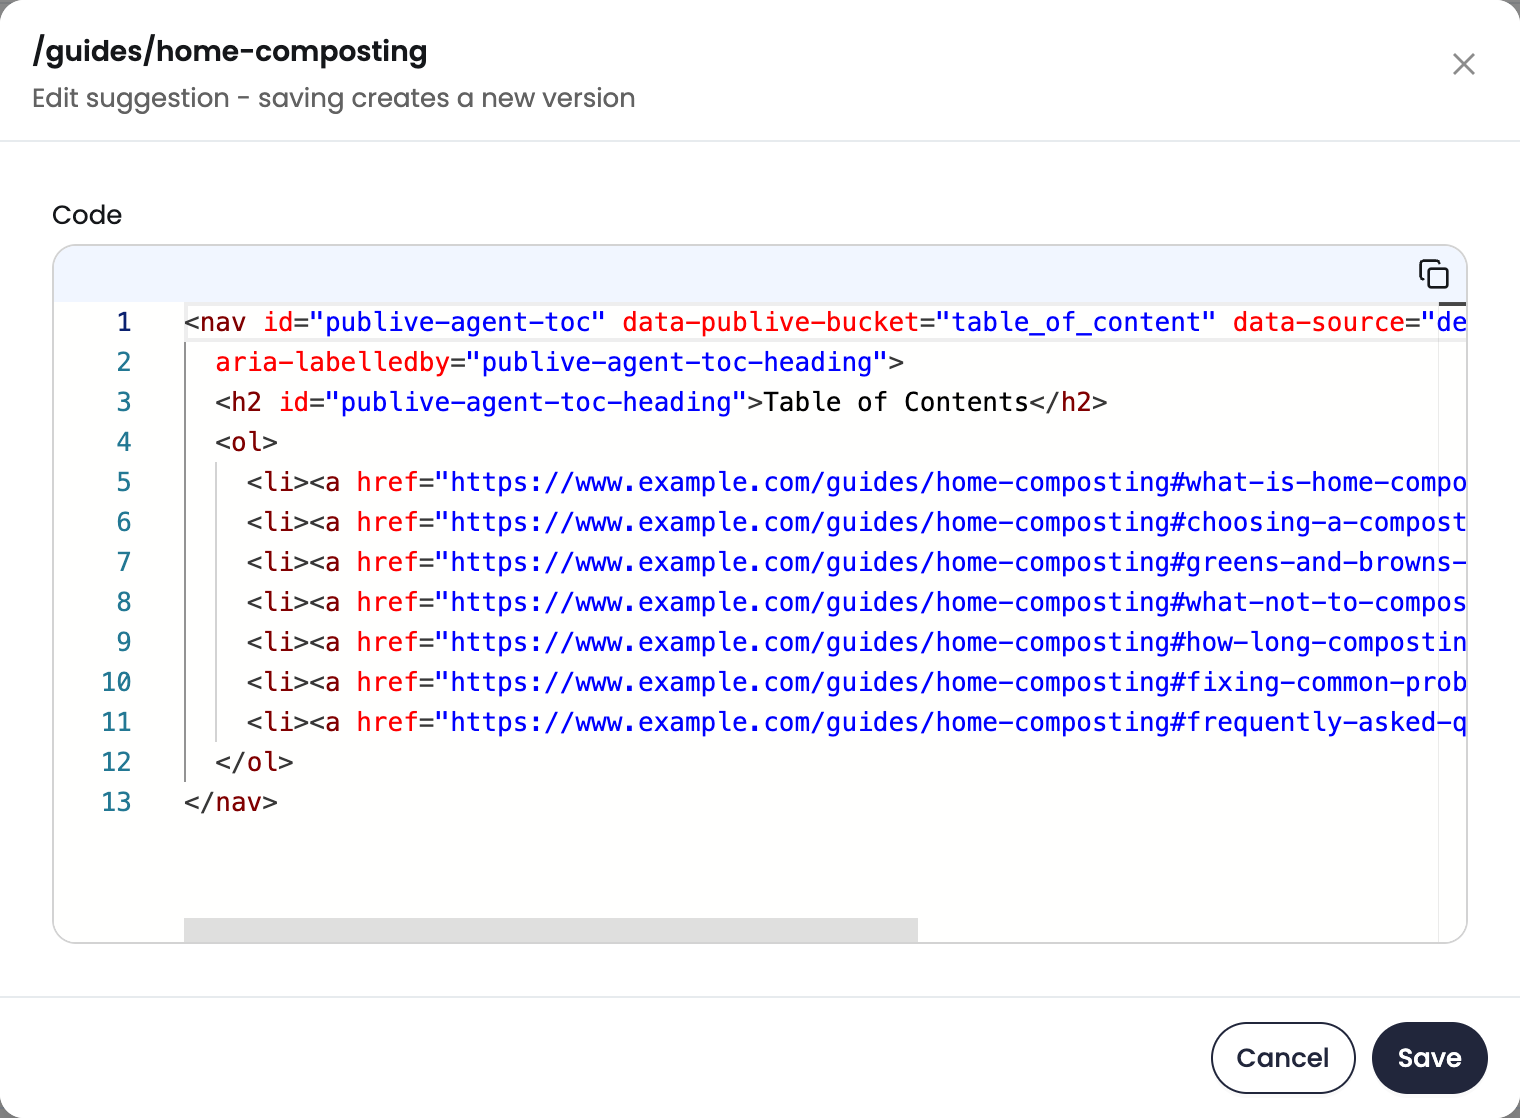 /guides/home-composting
Edit suggestion - saving creates a new version
Code
1 <nav id="publive-agent-toc" data-publive-bucket="table_of_content" data-source="de
2 aria-labelledby="publive-agent-toc-heading">
3 <h2 id="publive-agent-toc-heading">Table of Contents</h2>
4 <ol>
5 <li><a href="https://www.example.com/guides/home-composting#what-is-home-compo
6 <li><a href="https://www.example.com/guides/home-composting#choosing-a-compost
7 <li><a href="https://www.example.com/guides/home-composting#greens-and-browns-
8 <li><a href="https://www.example.com/guides/home-composting#what-not-to-compos
9 <li><a href="https://www.example.com/guides/home-composting#how-long-compostin
10 <li><a href="https://www.example.com/guides/home-composting#fixing-common-prob
11 <li><a href="https://www.example.com/guides/home-composting#frequently-asked-q
12 </ol>
13 </nav>
Cancel Save